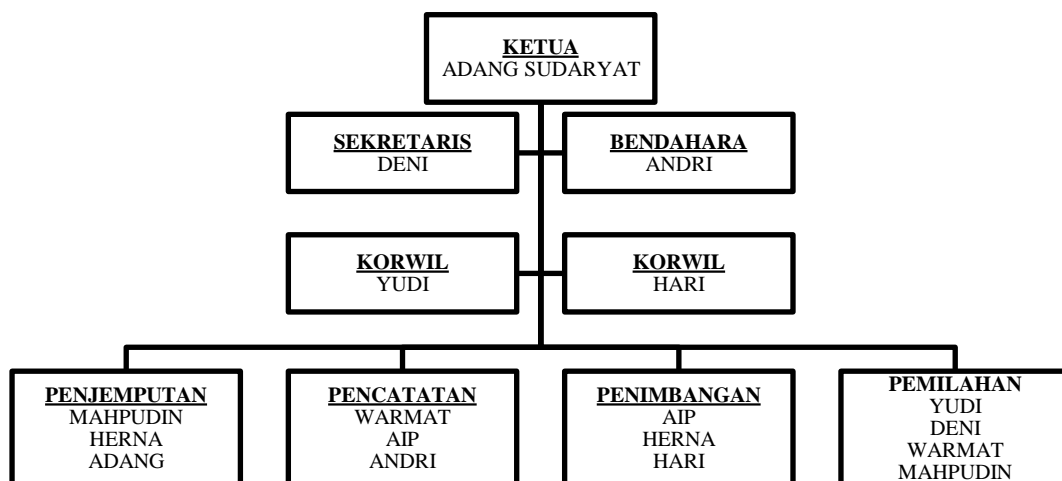 KETUA
ADANG SUDARYAT
SEKRETARIS
DENI
BENDAHARA
ANDRI
KORWIL
YUDI
KORWIL
HARI
PENJEMPUTAN
MAHPUDIN
HERNA
ADANG
PENCATATAN
WARMAT
AIP
ANDRI
PENIMBANGAN
AIP
HERNA
HARI
PEMILAHAN
YUDI
DENI
WARMAT
MAHPUDIN